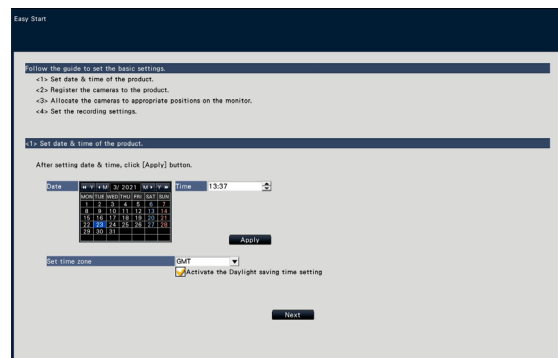 Easy Start
Follow the guide to set the basic settings.
<1> Set date & time of the product.
<2> Register the cameras to the product.
<3> Allocate the cameras to appropriate positions on the monitor.
<4> Set the recording settings.
<1> Set date & time of the product.
After setting date & time, click [Apply] button.
Date Y M 3/ 2021 M Y Time 13:37
MON TUE WED THU FRI SAT SUN
1 2 3 4 5 6 7
8 9 10 11 12 13 14
15 16 17 18 19 20 21
22 23 24 25 26 27 28
29 30 31
Apply
Set time zone GMT
Activate the Daylight saving time setting
Next